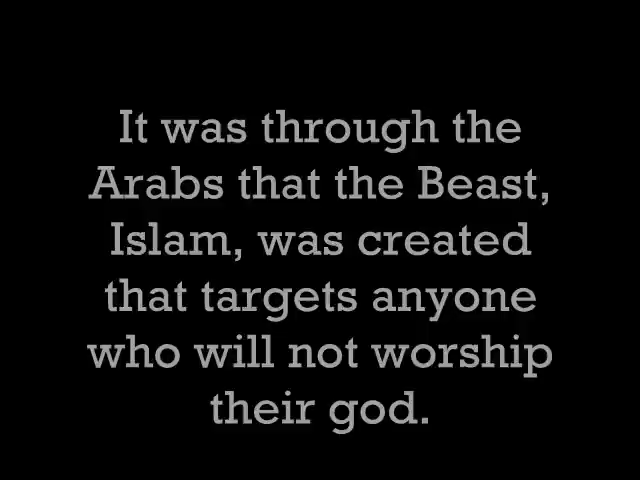 It was through the
Arabs that the Beast,
Islam, was created
that targets anyone
who will not worship
their god.